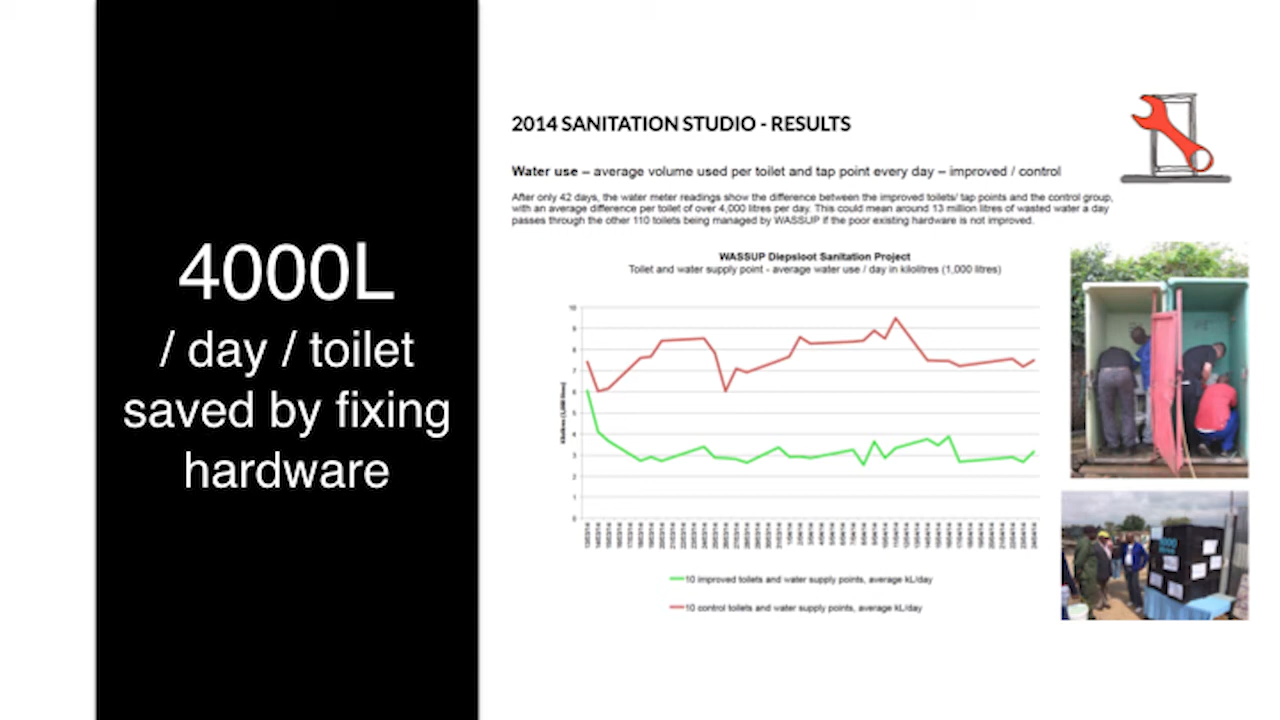 4000L
/ day / toilet
saved by fixing
hardware
2014 SANITATION STUDIO - RESULTS
Water use – average volume used per toilet and tap point every day – improved / control
After only 42 days, the water meter readings show the difference between the improved toilets/ tap points and the control group,
with an average difference per toilet of over 4,000 litres per day. This could mean around 13 million litres of wasted water a day
passes through the other 110 toilets being managed by WASSUP if the poor existing hardware is not improved.
WASSUP Diepsloot Sanitation Project
Toilet and water supply point - average water use / day in kilolitres (1,000 litres)
Kilolitres (1,000 litres)
10
9
8
7
6
5
4
3
2
1
0
10 improved toilets and water supply points, average kL/day
10 control toilets and water supply points, average kL/day